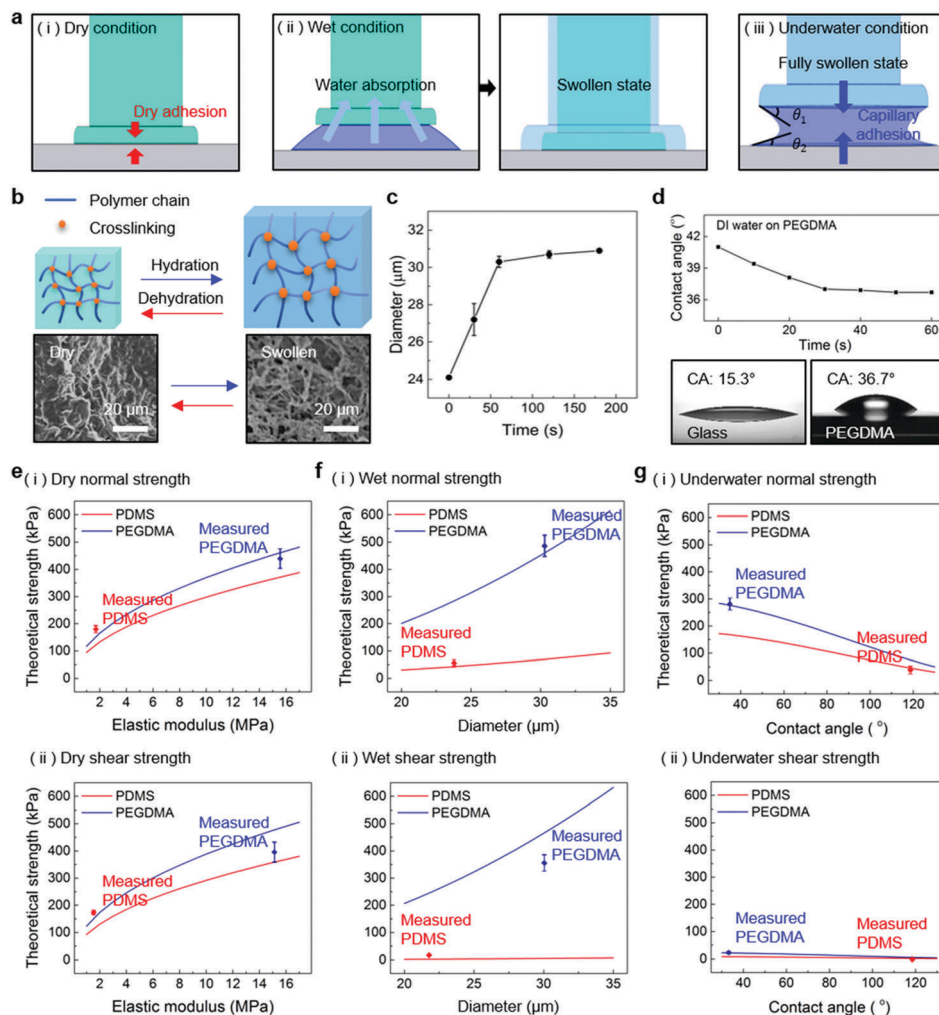 a
( i ) Dry condition
Dry adhesion
( ii ) Wet condition
Water absorption
Swollen state
( iii ) Underwater condition
Fully swollen state
θ1
θ2
Capillary
adhesion
b
Polymer chain
Crosslinking
Hydration
Dehydration
Dry
20 μm
Swollen
20 μm
c
Diameter (μm)
32
28
24
0 50 100 150 200
Time (s)
d
DI water on PEGDMA
Contact angle (°)
42
39
36
0 20 40 60
Time (s)
CA: 15.3°
Glass
CA: 36.7°
PEGDMA
e ( i ) Dry normal strength
Theoretical strength (kPa)
600
500
400
300
200
100
0
PDMS
PEGDMA
Measured
PEGDMA
Measured
PDMS
2 4 6 8 10 12 14 16
Elastic modulus (MPa)
f ( i ) Wet normal strength
Theoretical strength (kPa)
600
500
400
300
200
100
0
PDMS
PEGDMA
Measured
PEGDMA
Measured
PDMS
20 25 30 35
Diameter (μm)
g ( i ) Underwater normal strength
Theoretical strength (kPa)
600
500
400
300
200
100
0
PDMS
PEGDMA
Measured
PEGDMA
Measured
PDMS
40 60 80 100 120
Contact angle ( °)
( ii ) Dry shear strength
Theoretical strength (kPa)
600
500
400
300
200
100
0
PDMS
PEGDMA
Measured
PEGDMA
Measured
PDMS
2 4 6 8 10 12 14 16
Elastic modulus (MPa)
( ii ) Wet shear strength
Theoretical strength (kPa)
600
500
400
300
200
100
0
PDMS
PEGDMA
Measured
PEGDMA
Measured
PDMS
20 25 30 35
Diameter (μm)
( ii ) Underwater shear strength
Theoretical strength (kPa)
600
500
400
300
200
100
0
PDMS
PEGDMA
Measured
PEGDMA
Measured
PDMS
40 60 80 100 120
Contact angle ( °)